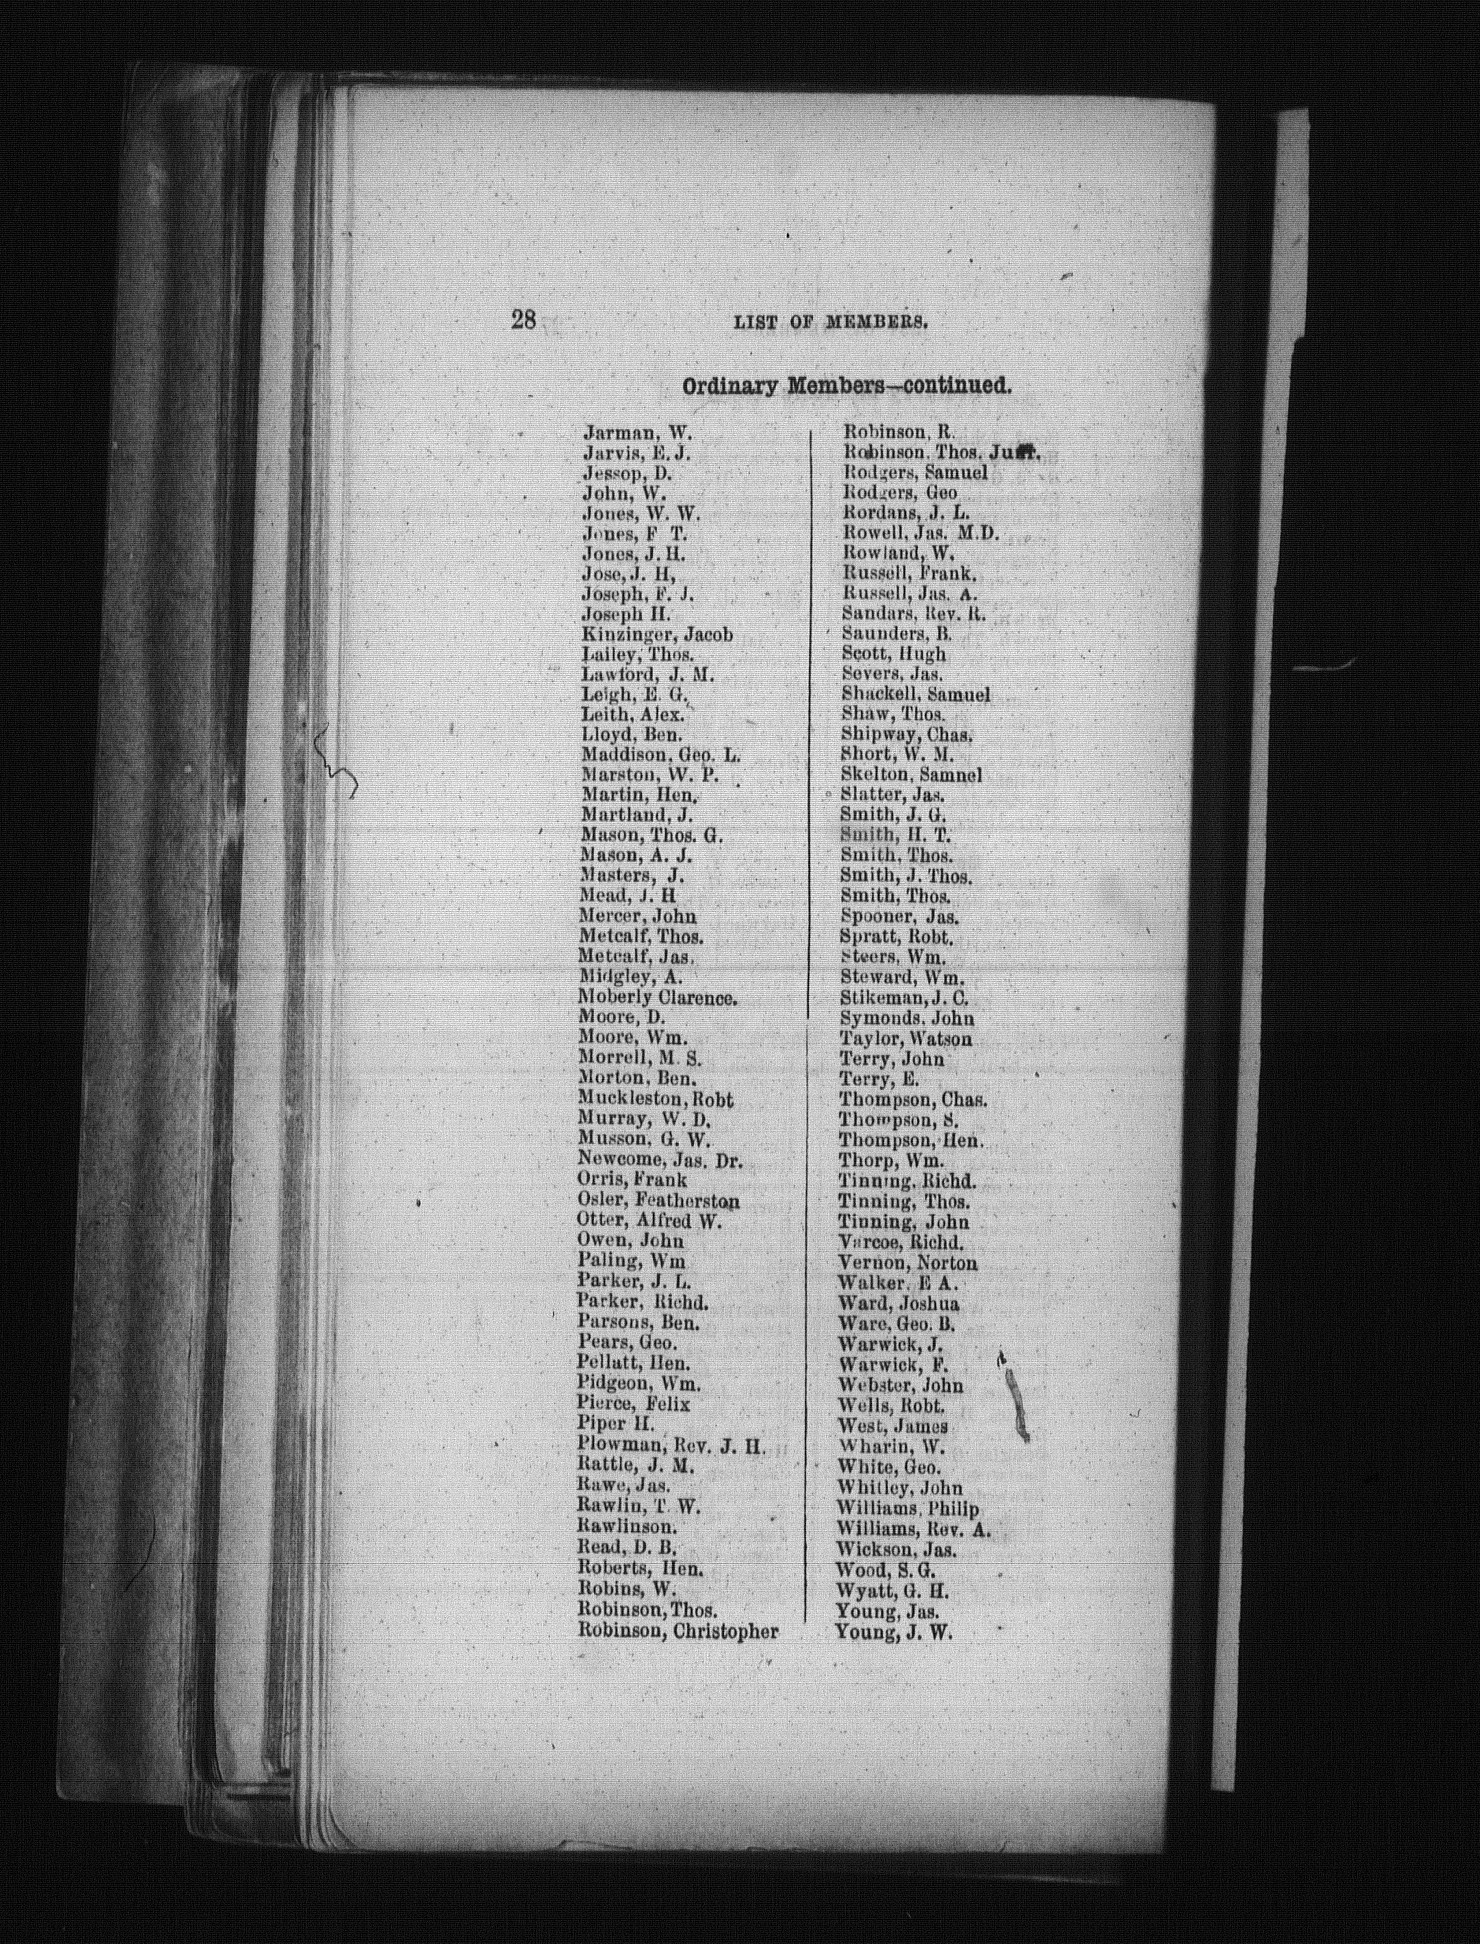 28
LIST OF MEMBERS.
Ordinary Members—continued.
Jarman, W.
Jarvis, E. J.
Jessop, D.
John, W.
Jones, W. W.
Jones, F T.
Jones, J. H.
Jose, J. H,
Joseph, F. J.
Joseph H.
Kinzinger, Jacob
Lailey, Thos.
Lawford, J. M.
Leigh, E. G.
Leith, Alex.
Lloyd, Ben.
Maddison, Geo. L.
Marston, W. P.
Martin, Hen.
Martland, J.
Mason, Thos. G.
Mason, A. J.
Masters, J.
Mead, J. H
Mercer, John
Metcalf, Thos.
Metcalf, Jas.
Midgley, A.
Moberly Clarence.
Moore, D.
Moore, Wm.
Morrell, M. S.
Morton, Ben.
Muckleston, Robt
Murray, W. D.
Musson, G. W.
Newcome, Jas. Dr.
Orris, Frank
Osler, Featherston
Otter, Alfred W.
Owen, John
Paling, Wm
Parker, J. L.
Parker, Richd.
Parsons, Ben.
Pears, Geo.
Pellatt, Hen.
Pidgeon, Wm.
Pierce, Felix
Piper H.
Plowman, Rev. J. H.
Rattle, J. M.
Rawe, Jas.
Rawlin, T. W.
Rawlinson.
Read, D. B.
Roberts, Hen.
Robins, W.
Robinson, Thos.
Robinson, Christopher
Robinson, R.
Robinson, Thos.
Rodgers, Samuel
Rodgers, Geo
Rordans, J. L.
Rowell, Jas. M.D.
Rowland, W.
Russell, Frank.
Russell, Jas. A.
Sandars, Rev. R.
Saunders, B.
Scott, Hugh
Severs, Jas.
Shackell, Samuel
Shaw, Thos.
Shipway, Chas.
Short, W. M.
Skelton, Samnel
Slatter, Jas.
Smith, J. G.
Smith, H. T.
Smith, Thos.
Smith, J. Thos.
Smith, Thos.
Spooner, Jas.
Spratt, Robt.
Steers, Wm.
Steward, Wm.
Stikeman, J. C.
Symonds, John
Taylor, Watson
Terry, John
Terry, E.
Thompson, Chas.
Thompson, S.
Thompson, Hen.
Thorp, Wm.
Tinning, Richd.
Tinning, Thos.
Tinning, John
Varcoe, Richd.
Vernon, Norton
Walker, E A.
Ward, Joshua
Ware, Geo. B.
Warwick, J.
Warwick, F.
Webster, John
Wells, Robt.
West, James
Wharin, W.
White, Geo.
Whitley, John
Williams, Philip
Williams, Rev. A.
Wickson, Jas.
Wood, S. G.
Wyatt, G. H.
Young, Jas.
Young, J. W.